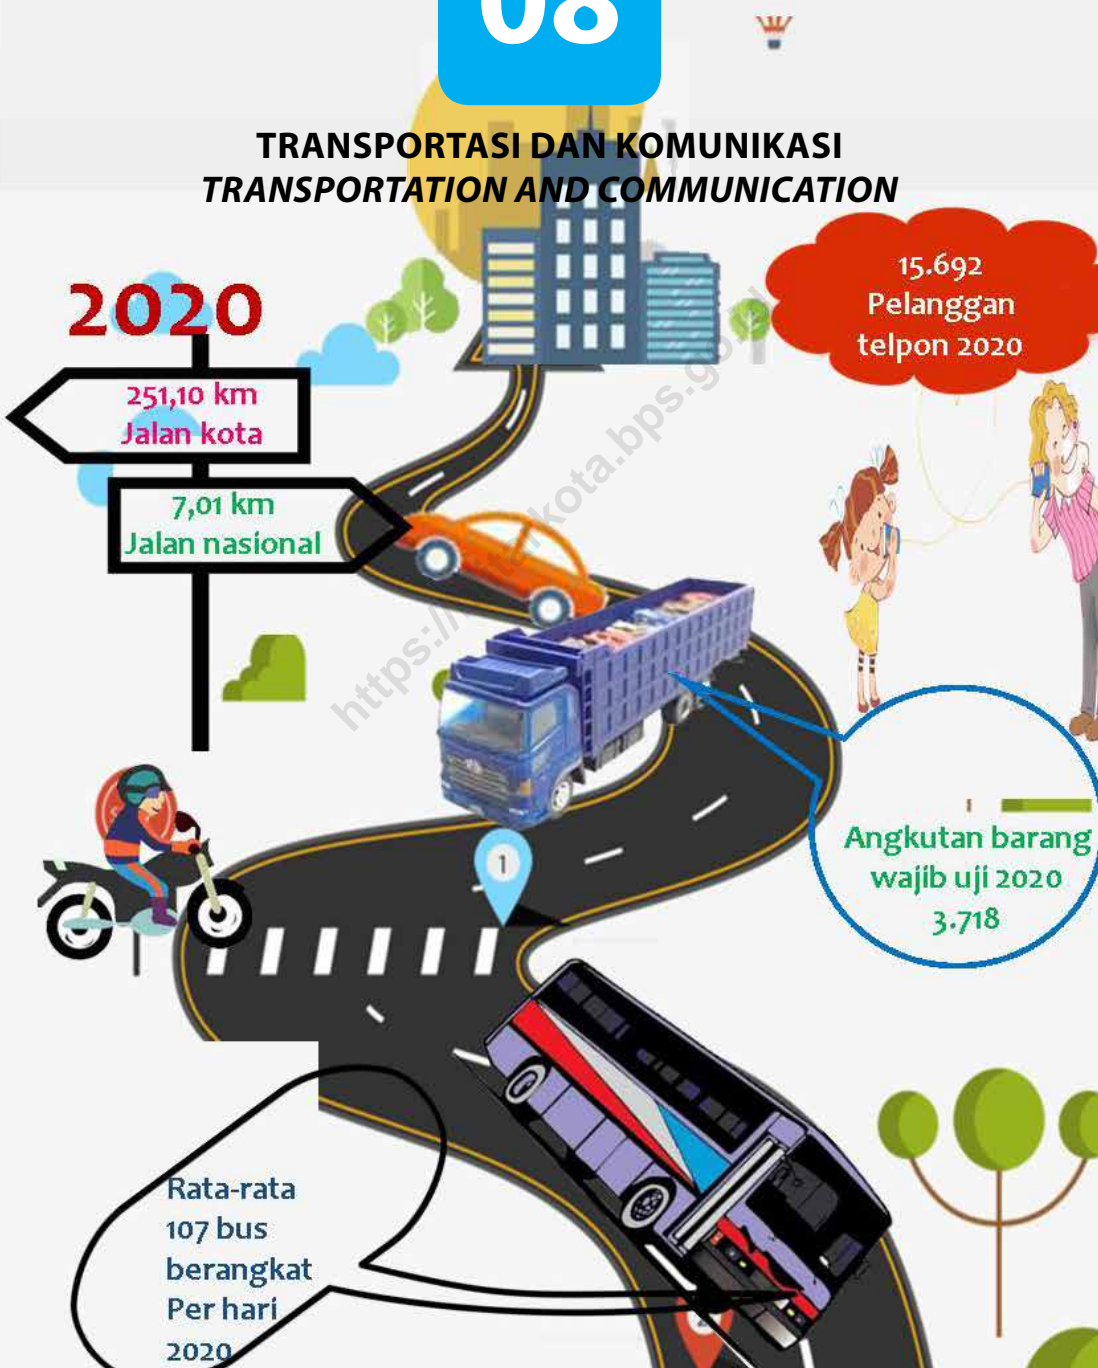 08
TRANSPORTASI DAN KOMUNIKASI
TRANSPORTATION AND COMMUNICATION
2020
251,10 km
Jalan kota
7,01 km
Jalan nasional
15.692
Pelanggan
telpon 2020
1
Angkutan barang
wajib uji 2020
3.718
Rata-rata
107 bus
berangkat
Per hari
2020
2